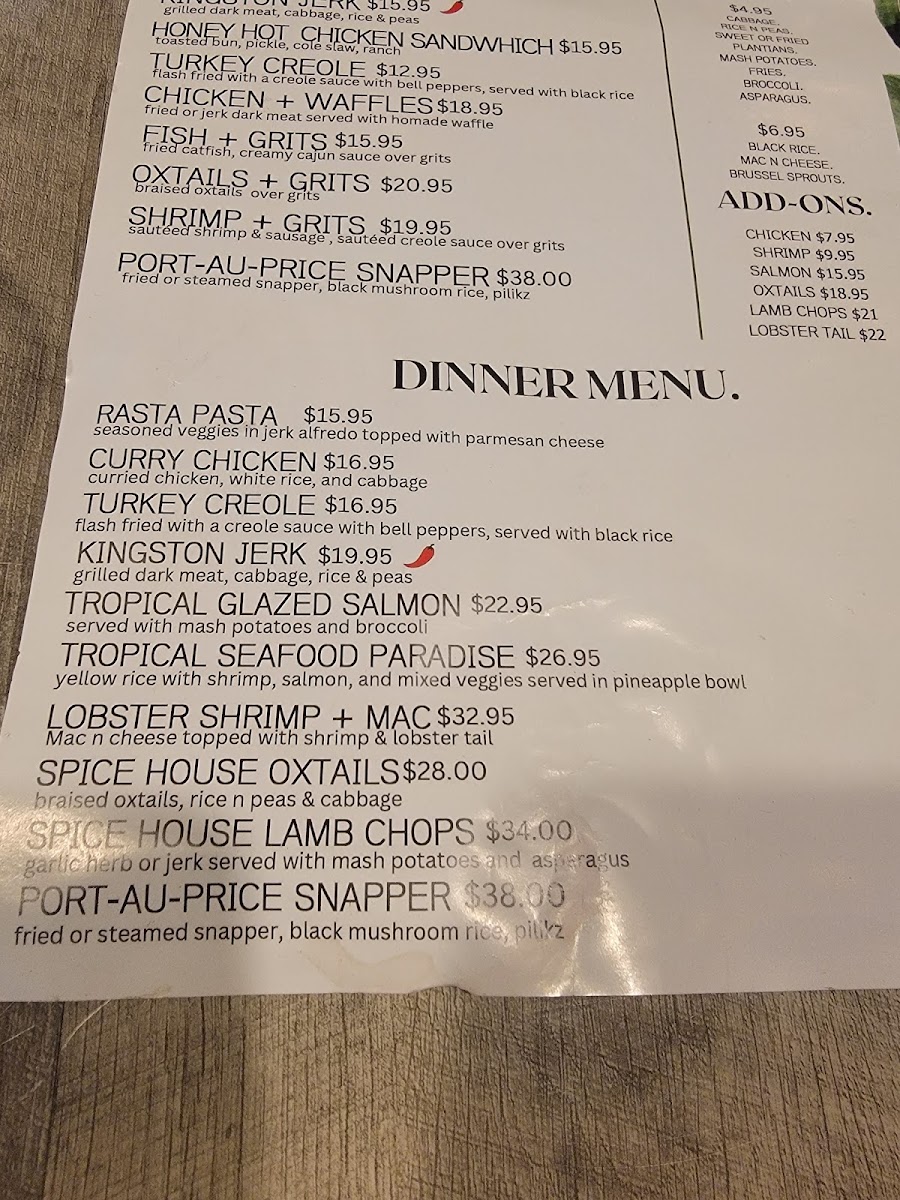 KINGSTON JERK $15.95
grilled dark meat, cabbage, rice & peas
HONEY HOT CHICKEN SANDWHICH $15.95
toasted bun, pickle, cole slaw, ranch
TURKEY CREOLE $12.95
flash fried with a creole sauce with bell peppers, served with black rice
CHICKEN + WAFFLES $18.95
fried or jerk dark meat served with homade waffle
FISH + GRITS $15.95
fried catfish, creamy cajun sauce over grits
OXTAILS + GRITS $20.95
braised oxtails over grits
SHRIMP + GRITS $19.95
sautéed shrimp & sausage , sautéed creole sauce over grits
PORT-AU-PRICE SNAPPER $38.00
fried or steamed snapper, black mushroom rice, pilikz
$4.95
CABBAGE.
RICE N PEAS.
SWEET OR FRIED
PLANTIANS.
MASH POTATOES.
FRIES.
BROCCOLI.
ASPARAGUS.
$6.95
BLACK RICE.
MAC N CHEESE.
BRUSSEL SPROUTS.
ADD-ONS.
CHICKEN $7.95
SHRIMP $9.95
SALMON $15.95
OXTAILS $18.95
LAMB CHOPS $21
LOBSTER TAIL $22
DINNER MENU.
RASTA PASTA $15.95
seasoned veggies in jerk alfredo topped with parmesan cheese
CURRY CHICKEN $16.95
curried chicken, white rice, and cabbage
TURKEY CREOLE $16.95
flash fried with a creole sauce with bell peppers, served with black rice
KINGSTON JERK $19.95
grilled dark meat, cabbage, rice & peas
TROPICAL GLAZED SALMON $22.95
served with mash potatoes and broccoli
TROPICAL SEAFOOD PARADISE $26.95
yellow rice with shrimp, salmon, and mixed veggies served in pineapple bowl
LOBSTER SHRIMP + MAC $32.95
Mac n cheese topped with shrimp & lobster tail
SPICE HOUSE OXTAILS $28.00
braised oxtails, rice n peas & cabbage
SPICE HOUSE LAMB CHOPS $34.00
garlic herb or jerk served with mash potatoes and asparagus
PORT-AU-PRICE SNAPPER $38.00
fried or steamed snapper, black mushroom rice, pilikz